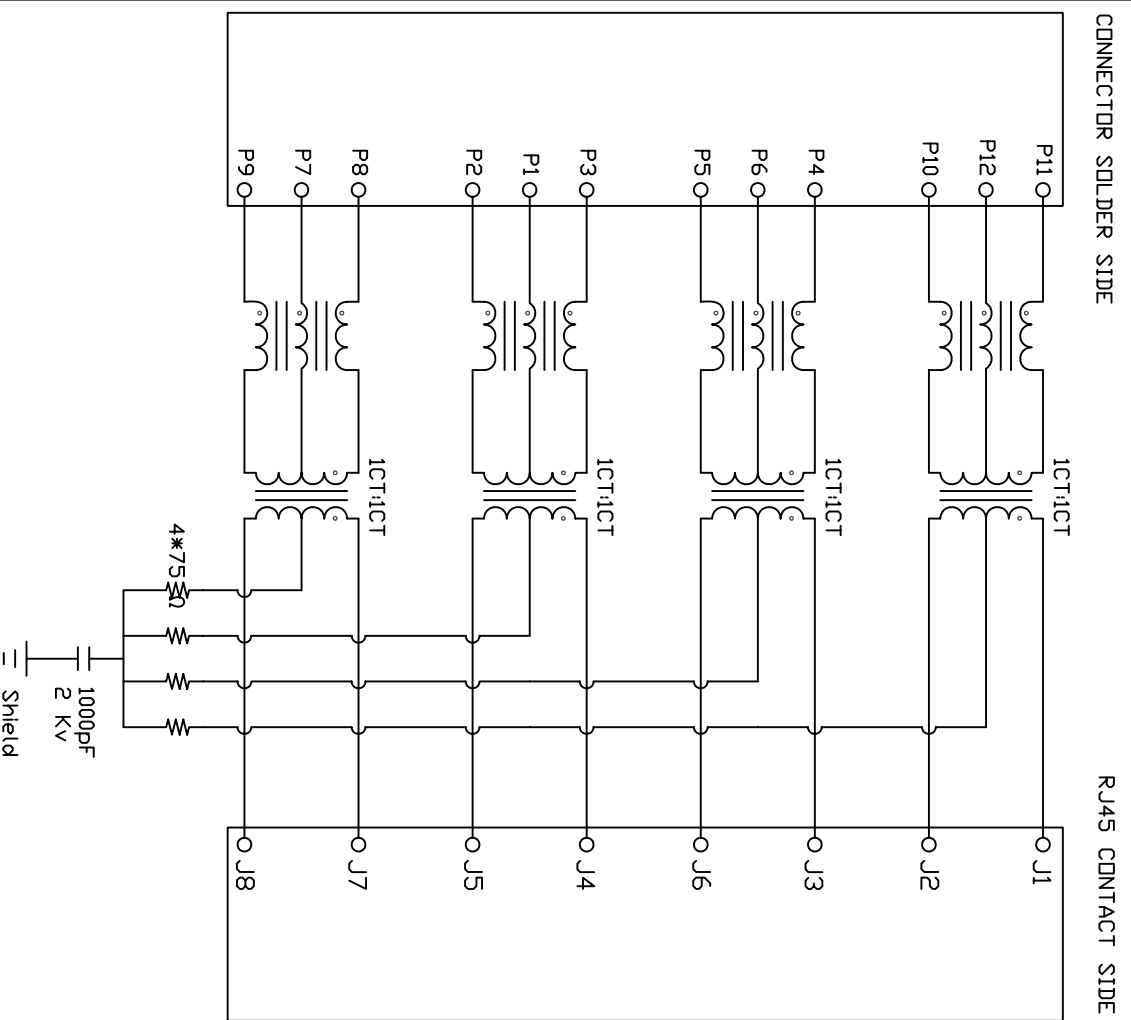 CONNECTOR SOLDER SIDE
RJ45 CONTACT SIDE
P11
P12
P10
P4
P6
P5
P3
P1
P2
P8
P7
P9
1CT:1CT
1CT:1CT
1CT:1CT
1CT:1CT
J1
J2
J3
J6
J4
J5
J7
J8
4*75Ω
1000pF
2 Kv
Shield